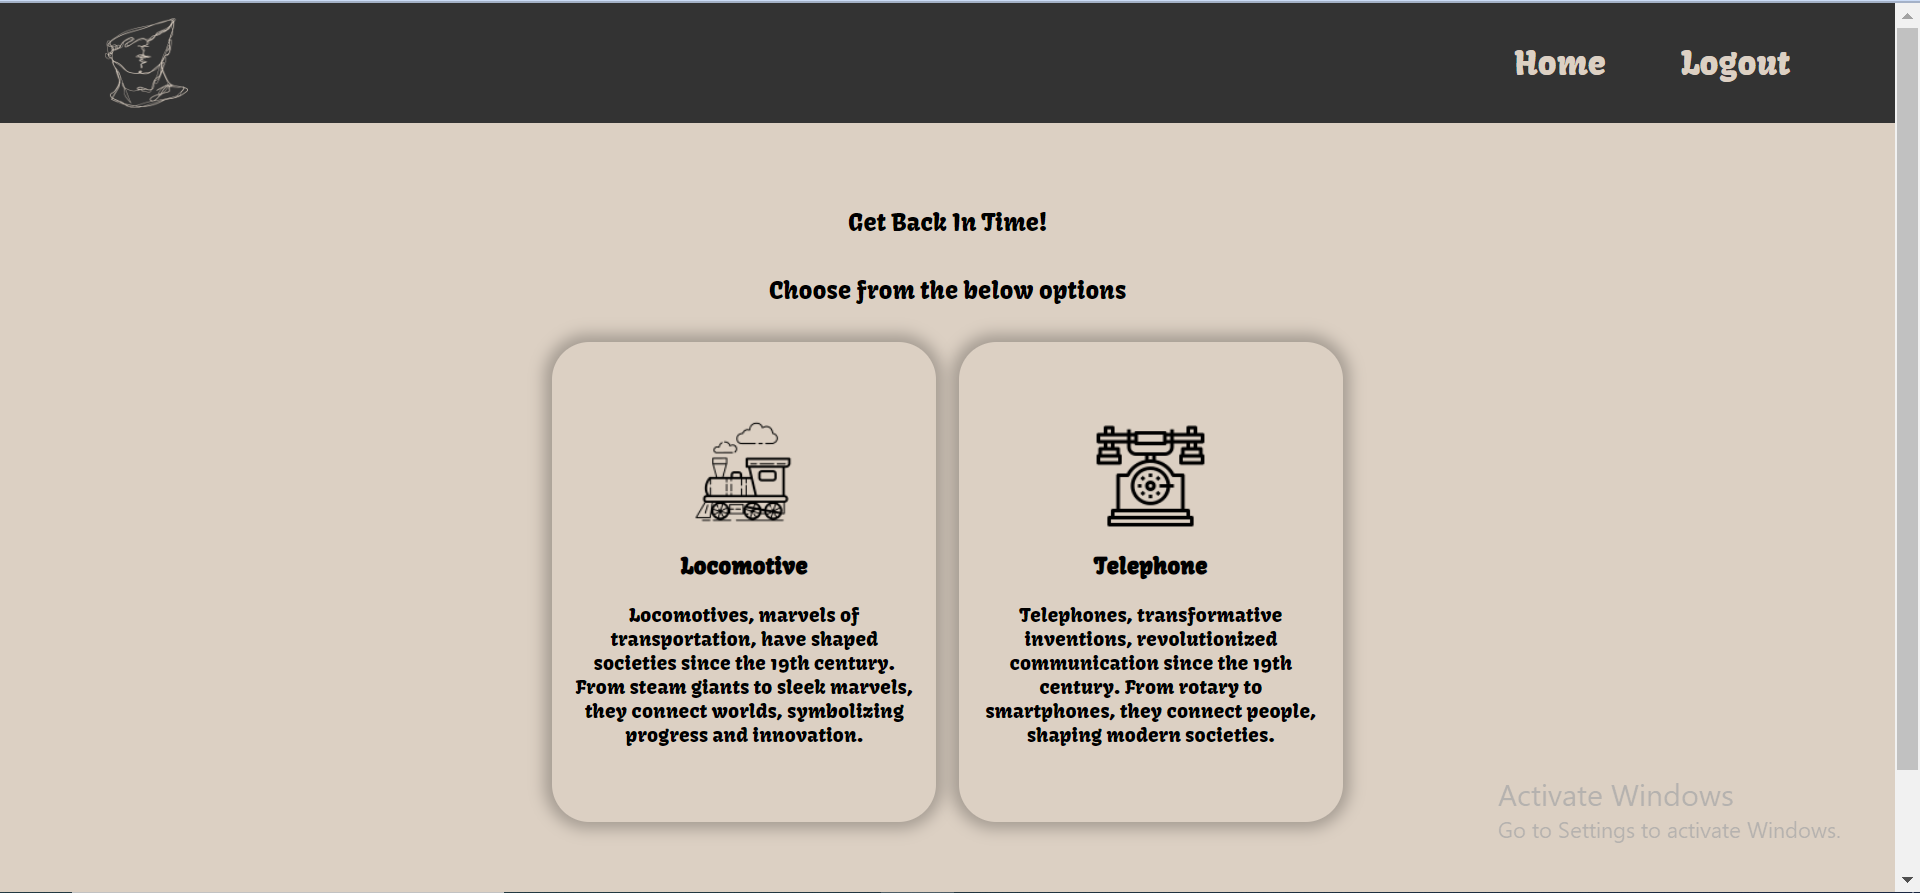 Home Logout
Get Back In Time!
Choose from the below options
Locomotive
Locomotives, marvels of
transportation, have shaped
societies since the 19th century.
From steam giants to sleek marvels,
they connect worlds, symbolizing
progress and innovation.
Telephone
Telephones, transformative
inventions, revolutionized
communication since the 19th
century. From rotary to
smartphones, they connect people,
shaping modern societies.
Activate Windows
Go to Settings to activate Windows.